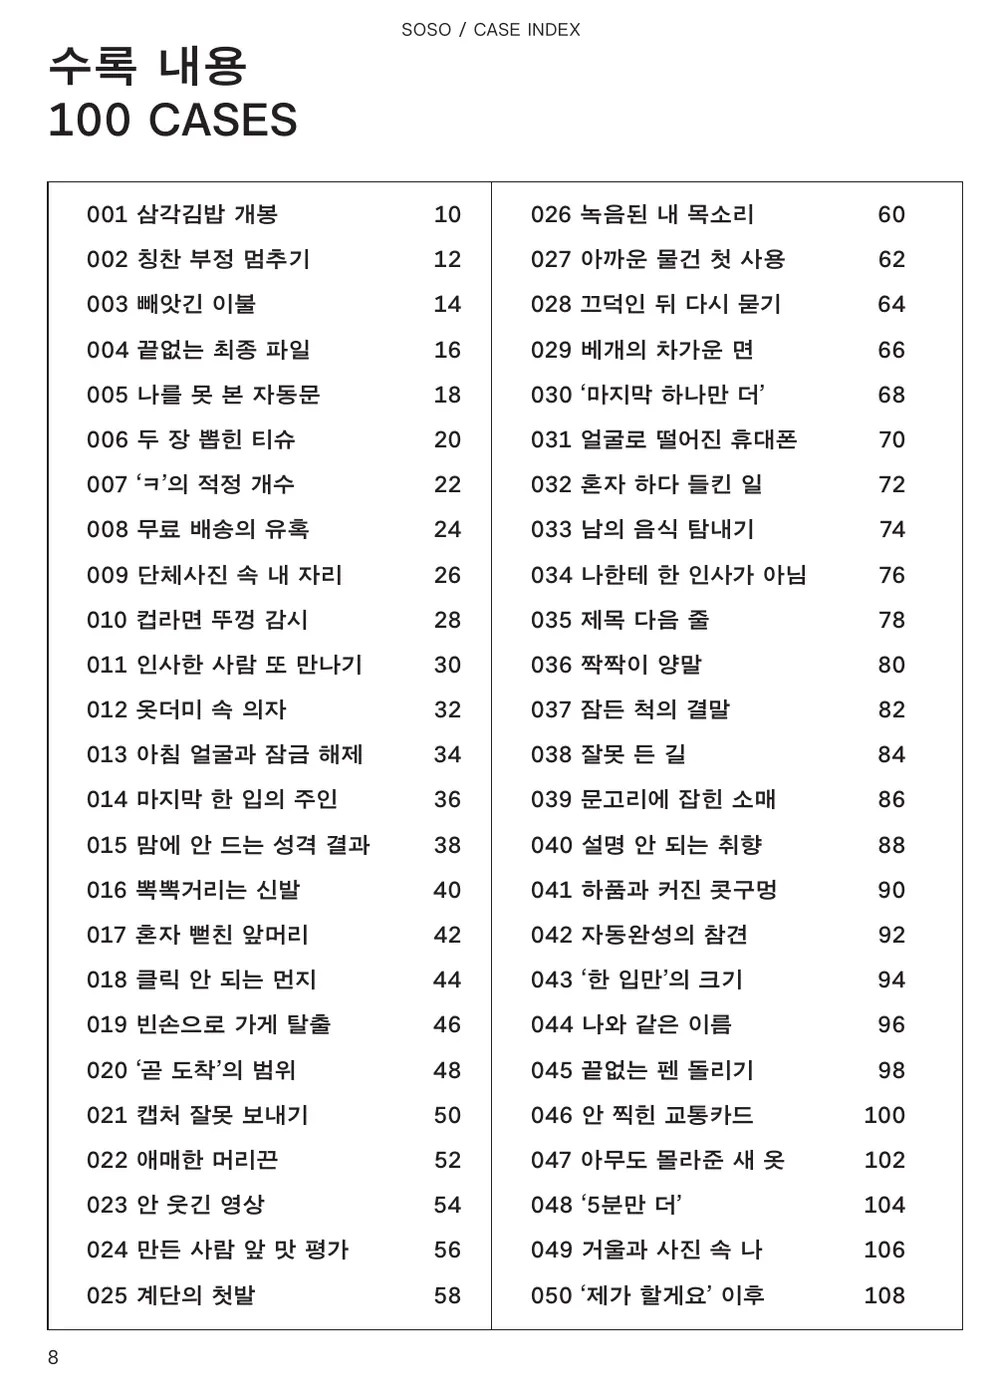 SOSO / CASE INDEX
수록 내용
100 CASES
001 삼각김밥 개봉 10
002 칭찬 부정 멈추기 12
003 빼앗긴 이불 14
004 끝없는 최종 파일 16
005 나를 못 본 자동문 18
006 두 장 뽑힌 티슈 20
007 ‘ㅋ’의 적정 개수 22
008 무료 배송의 유혹 24
009 단체사진 속 내 자리 26
010 컵라면 뚜껑 감시 28
011 인사한 사람 또 만나기 30
012 옷더미 속 의자 32
013 아침 얼굴과 잠금 해제 34
014 마지막 한 입의 주인 36
015 맘에 안 드는 성격 결과 38
016 뽁뽁거리는 신발 40
017 혼자 뻗친 앞머리 42
018 클릭 안 되는 먼지 44
019 빈손으로 가게 탈출 46
020 ‘곧 도착’의 범위 48
021 캡처 잘못 보내기 50
022 애매한 머리끈 52
023 안 웃긴 영상 54
024 만든 사람 앞 맛 평가 56
025 계단의 첫발 58
026 녹음된 내 목소리 60
027 아까운 물건 첫 사용 62
028 끄덕인 뒤 다시 묻기 64
029 베개의 차가운 면 66
030 ‘마지막 하나만 더’ 68
031 얼굴로 떨어진 휴대폰 70
032 혼자 하다 들킨 일 72
033 남의 음식 탐내기 74
034 나한테 한 인사가 아님 76
035 제목 다음 줄 78
036 짝짝이 양말 80
037 잠든 척의 결말 82
038 잘못 든 길 84
039 문고리에 잡힌 소매 86
040 설명 안 되는 취향 88
041 하품과 커진 콧구멍 90
042 자동완성의 참견 92
043 ‘한 입만’의 크기 94
044 나와 같은 이름 96
045 끝없는 펜 돌리기 98
046 안 찍힌 교통카드 100
047 아무도 몰라준 새 옷 102
048 ‘5분만 더’ 104
049 거울과 사진 속 나 106
050 ‘제가 할게요’ 이후 108
8